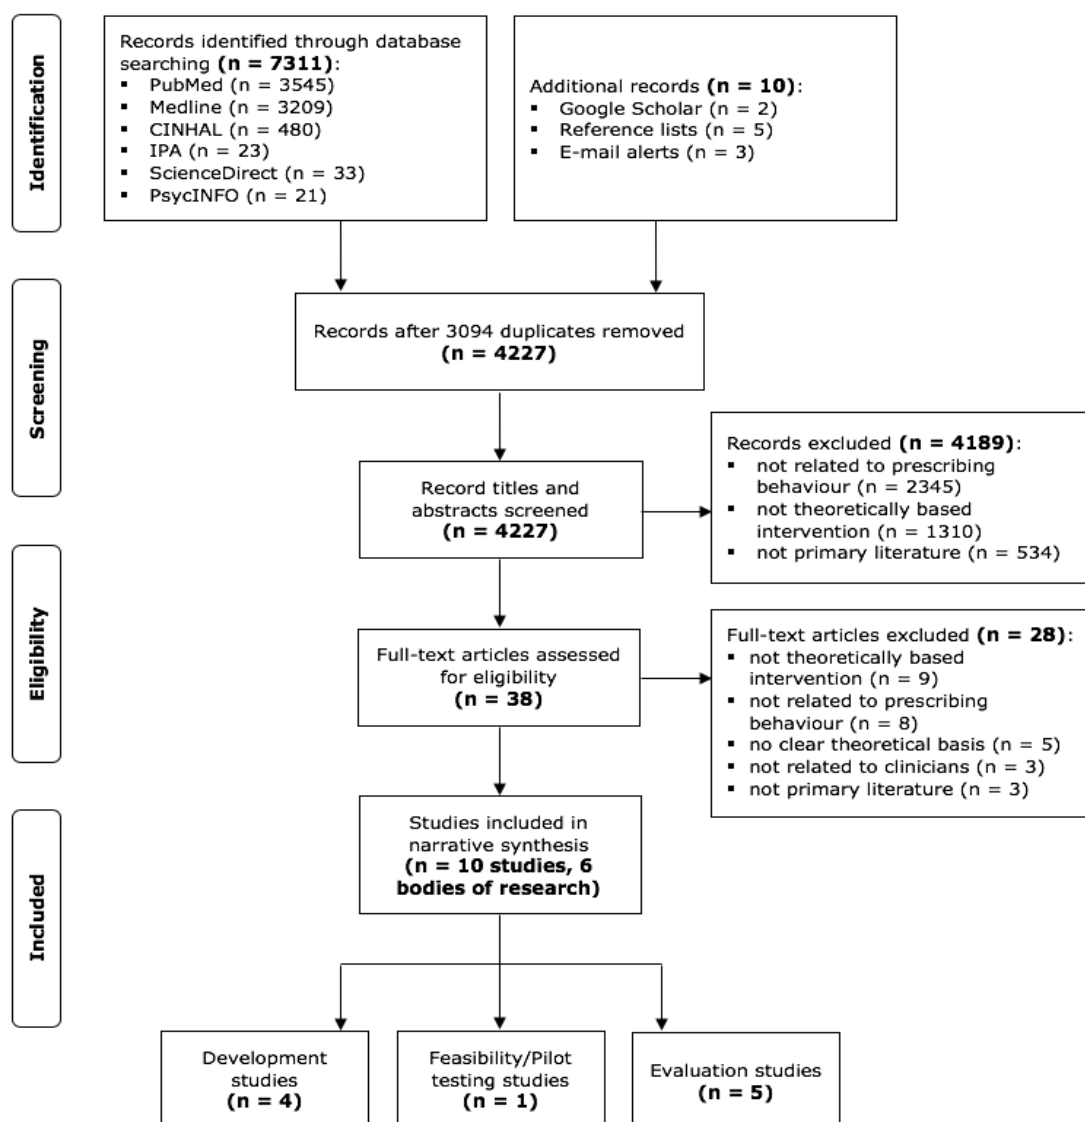 Identification
Records identified through database
searching (n = 7311):
▪ PubMed (n = 3545)
▪ Medline (n = 3209)
▪ CINHAL (n = 480)
▪ IPA (n = 23)
▪ ScienceDirect (n = 33)
▪ PsycINFO (n = 21)
Additional records (n = 10):
▪ Google Scholar (n = 2)
▪ Reference lists (n = 5)
▪ E-mail alerts (n = 3)
Screening
Records after 3094 duplicates removed
(n = 4227)
Record titles and
abstracts screened
(n = 4227)
Records excluded (n = 4189):
▪ not related to prescribing
behaviour (n = 2345)
▪ not theoretically based
intervention (n = 1310)
▪ not primary literature (n = 534)
Eligibility
Full-text articles assessed
for eligibility
(n = 38)
Full-text articles excluded (n = 28):
▪ not theoretically based
intervention (n = 9)
▪ not related to prescribing
behaviour (n = 8)
▪ no clear theoretical basis (n = 5)
▪ not related to clinicians (n = 3)
▪ not primary literature (n = 3)
Included
Studies included in
narrative synthesis
(n = 10 studies, 6
bodies of research)
Development
studies
(n = 4)
Feasibility/Pilot
testing studies
(n = 1)
Evaluation studies
(n = 5)